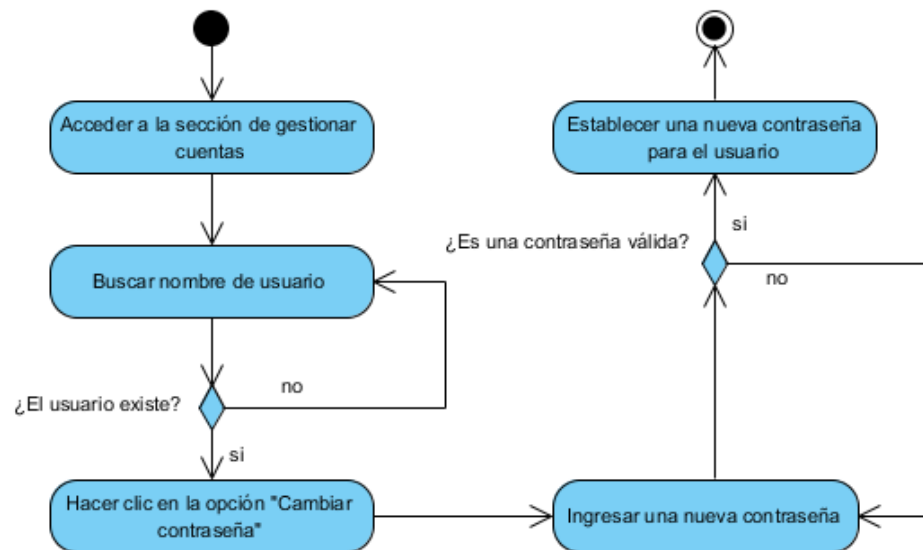 Acceder a la sección de gestionar
cuentas
Buscar nombre de usuario
¿El usuario existe?
no
si
Hacer clic en la opción "Cambiar
contraseña"
Ingresar una nueva contraseña
¿Es una contraseña válida?
no
si
Establecer una nueva contraseña
para el usuario